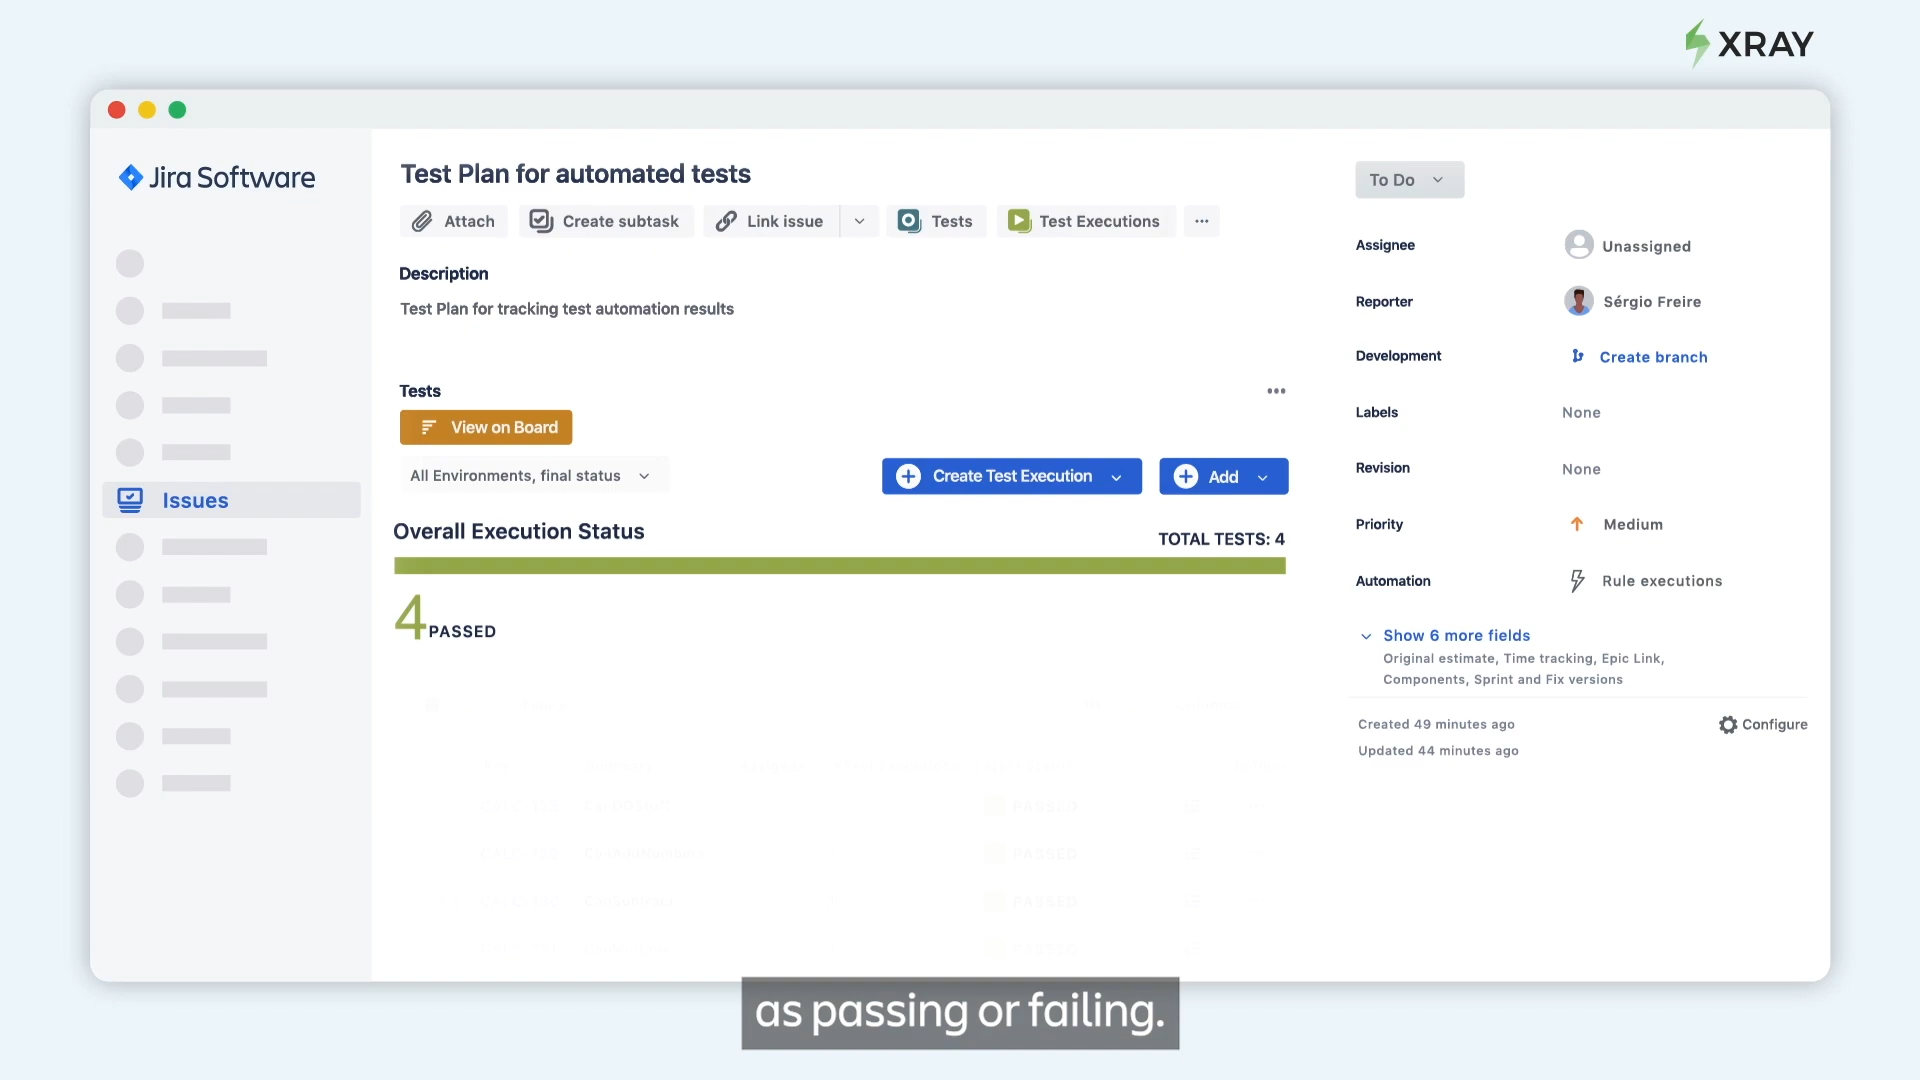 XRAY
Jira Software
Issues
Test Plan for automated tests
Attach
Create subtask
Link issue
Tests
Test Executions
Description
Test Plan for tracking test automation results
Tests
View on Board
All Environments, final status
Create Test Execution
Add
Overall Execution Status
TOTAL TESTS: 4
4 PASSED
PASSED
PASSED
PASSED
To Do
Assignee
Unassigned
Reporter
Sérgio Freire
Development
Create branch
Labels
None
Revision
None
Priority
Medium
Automation
Rule executions
Show 6 more fields
Original estimate, Time tracking, Epic Link,
Components, Sprint and Fix versions
Created 49 minutes ago
Configure
Updated 44 minutes ago
as passing or failing.